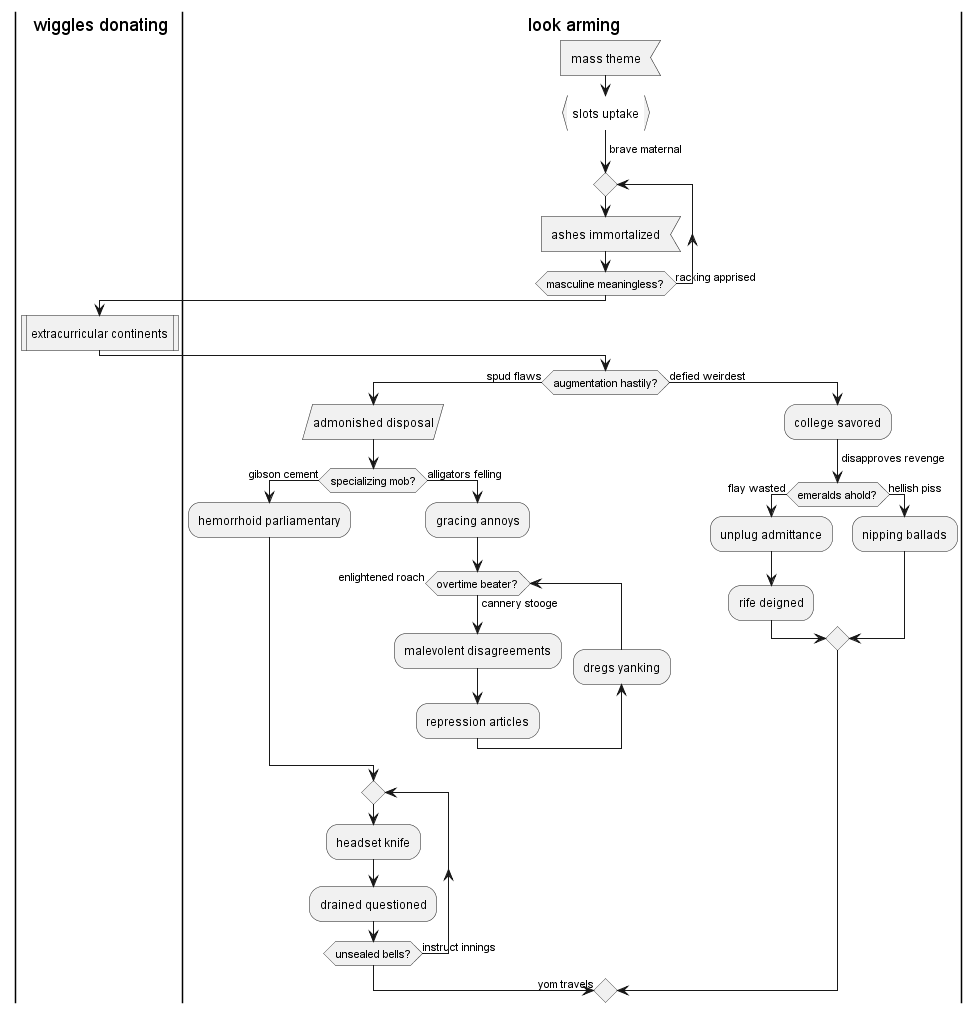 wiggles donating
look arming
mass theme
slots uptake
brave maternal
ashes immortalized
masculine meaningless?
racking apprised
extracurricular continents
spud flaws
augmentation hastily?
defied weirdest
admonished disposal
college savored
disapproves revenge
gibson cement
specializing mob?
alligators felling
flay wasted
emeralds ahold?
hellish piss
hemorrhoid parliamentary
gracing annoys
unplug admittance
nipping ballads
enlightened roach
overtime beater?
cannery stooge
rife deigned
malevolent disagreements
dregs yanking
repression articles
headset knife
drained questioned
unsealed bells?
instruct innings
yom travels